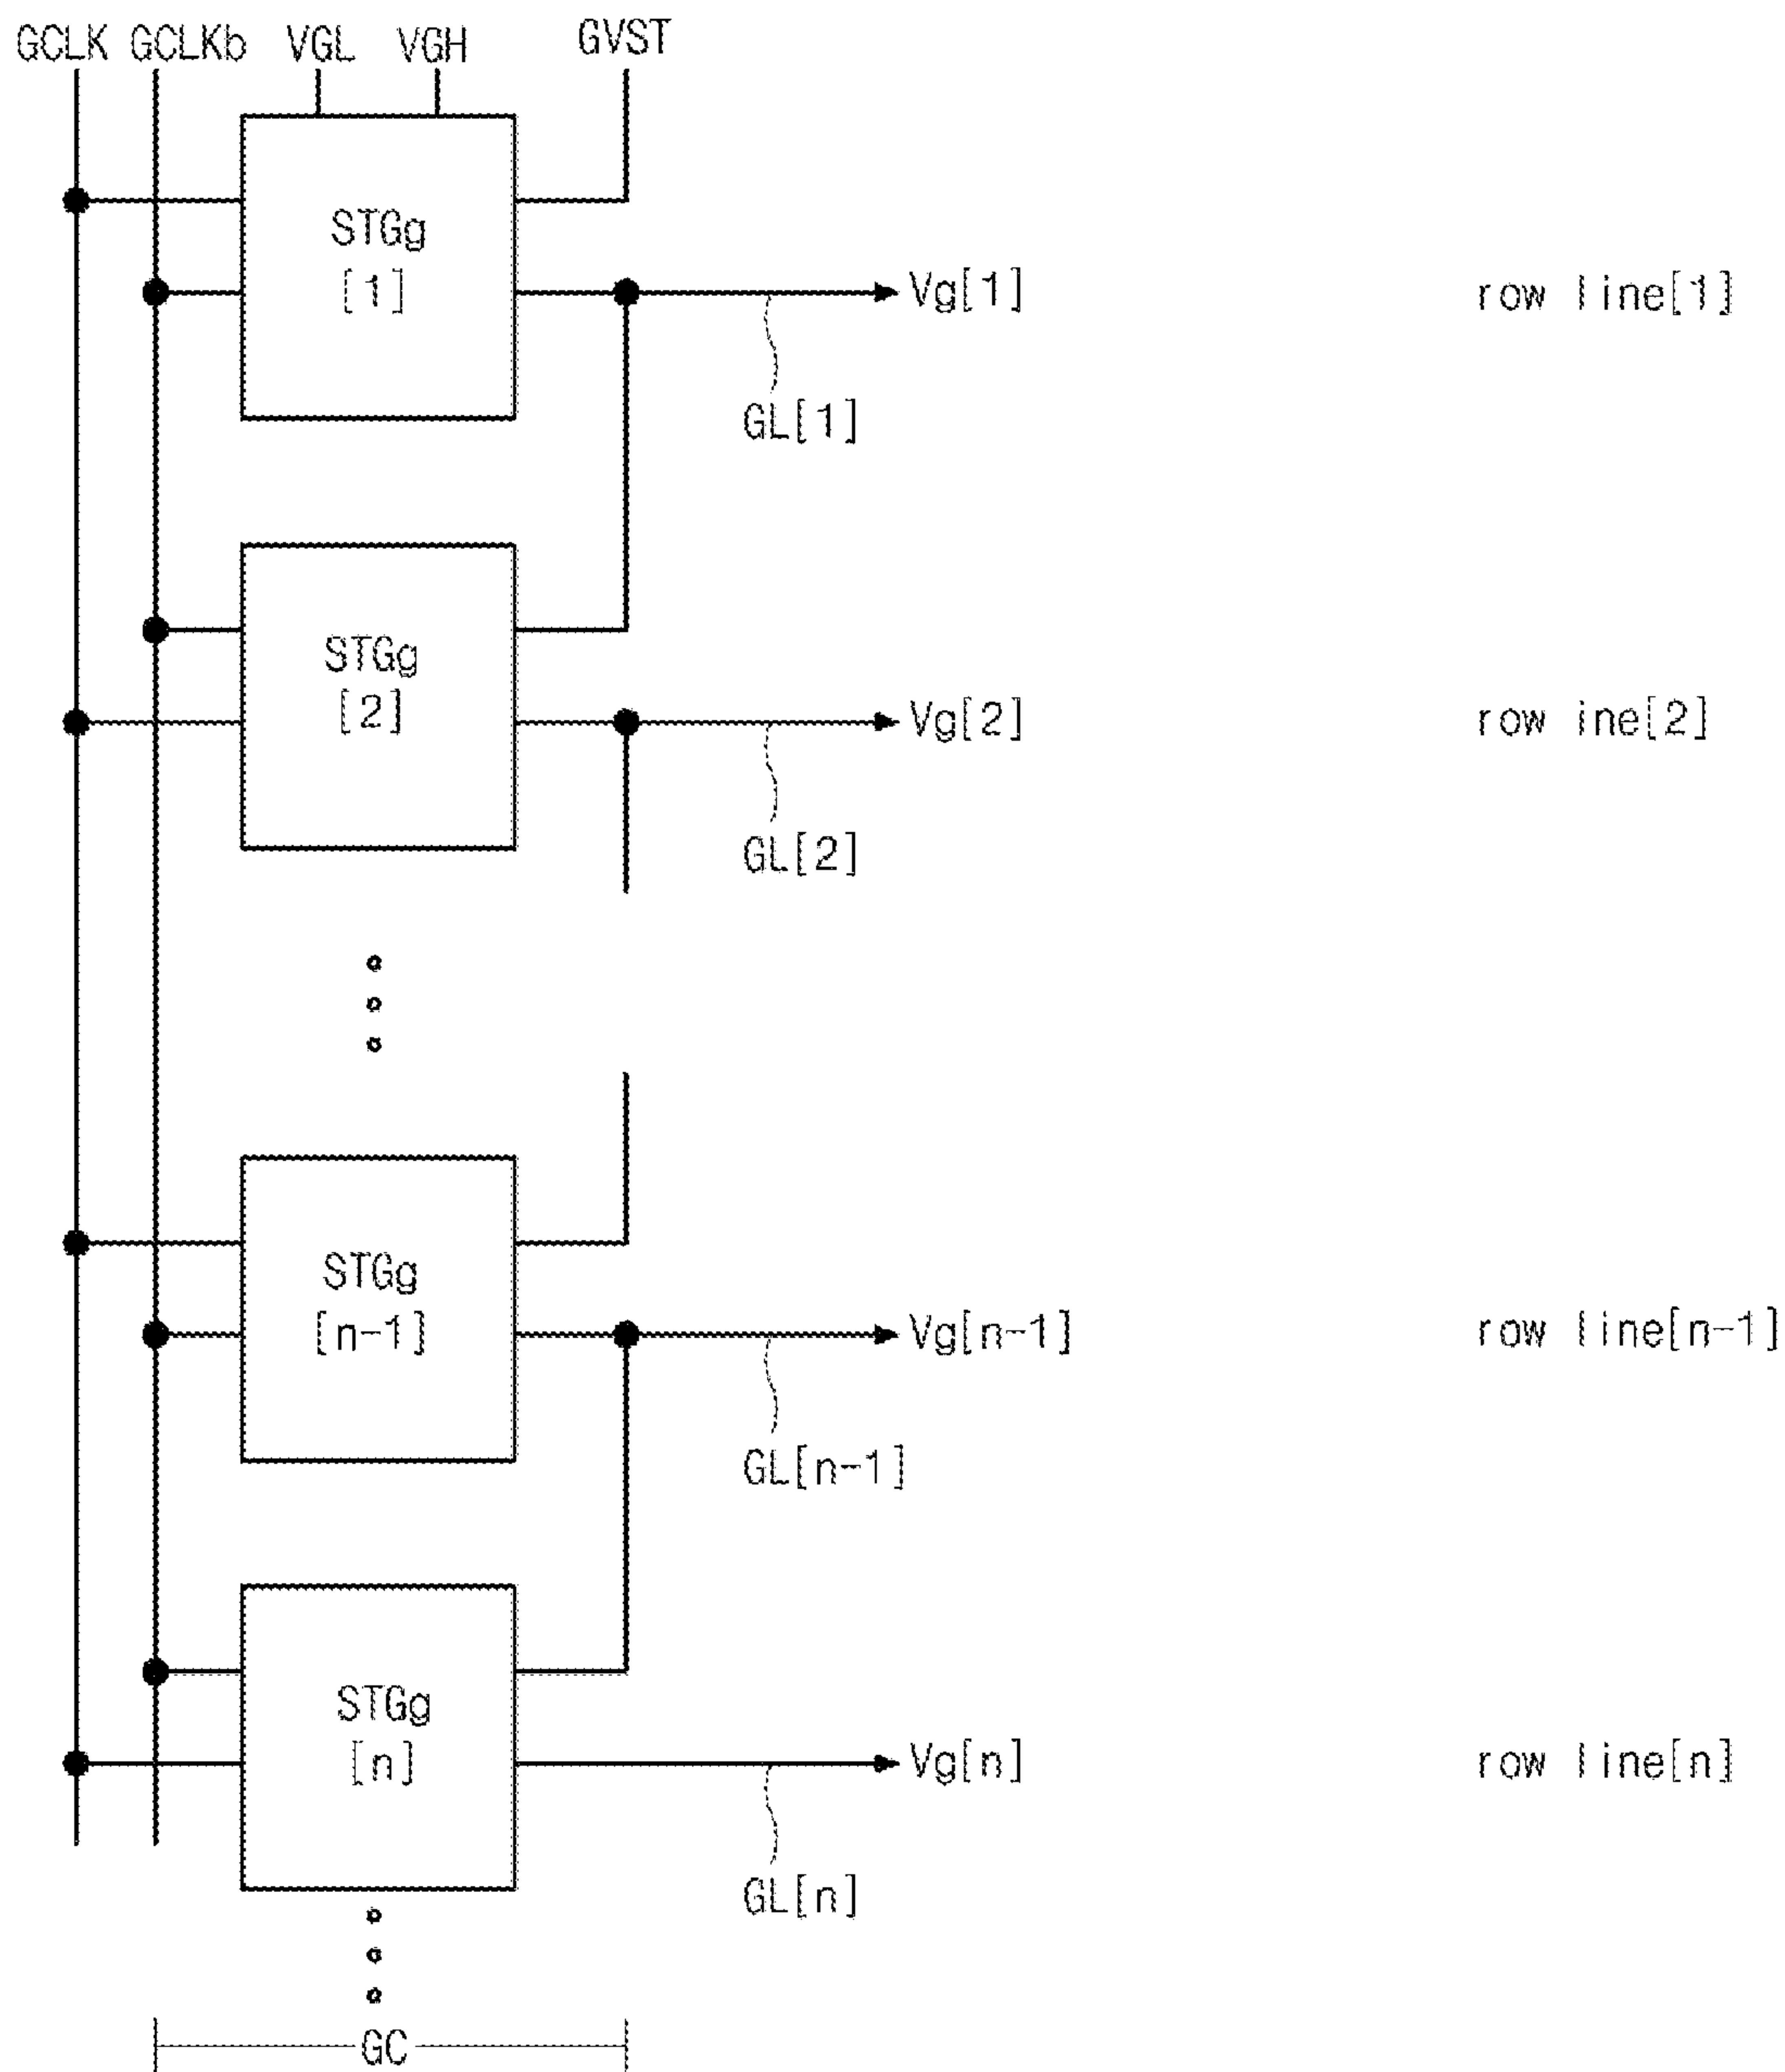 GCLK GCLKb VGL VGH GVST
STGg
[1]
Vg[1]
row line[1]
GL[1]
STGg
[2]
Vg[2]
row ine[2]
GL[2]
STGg
[n-1]
Vg[n-1]
row line[n-1]
GL[n-1]
STGg
[n]
Vg[n]
row line[n]
GL[n]
GC